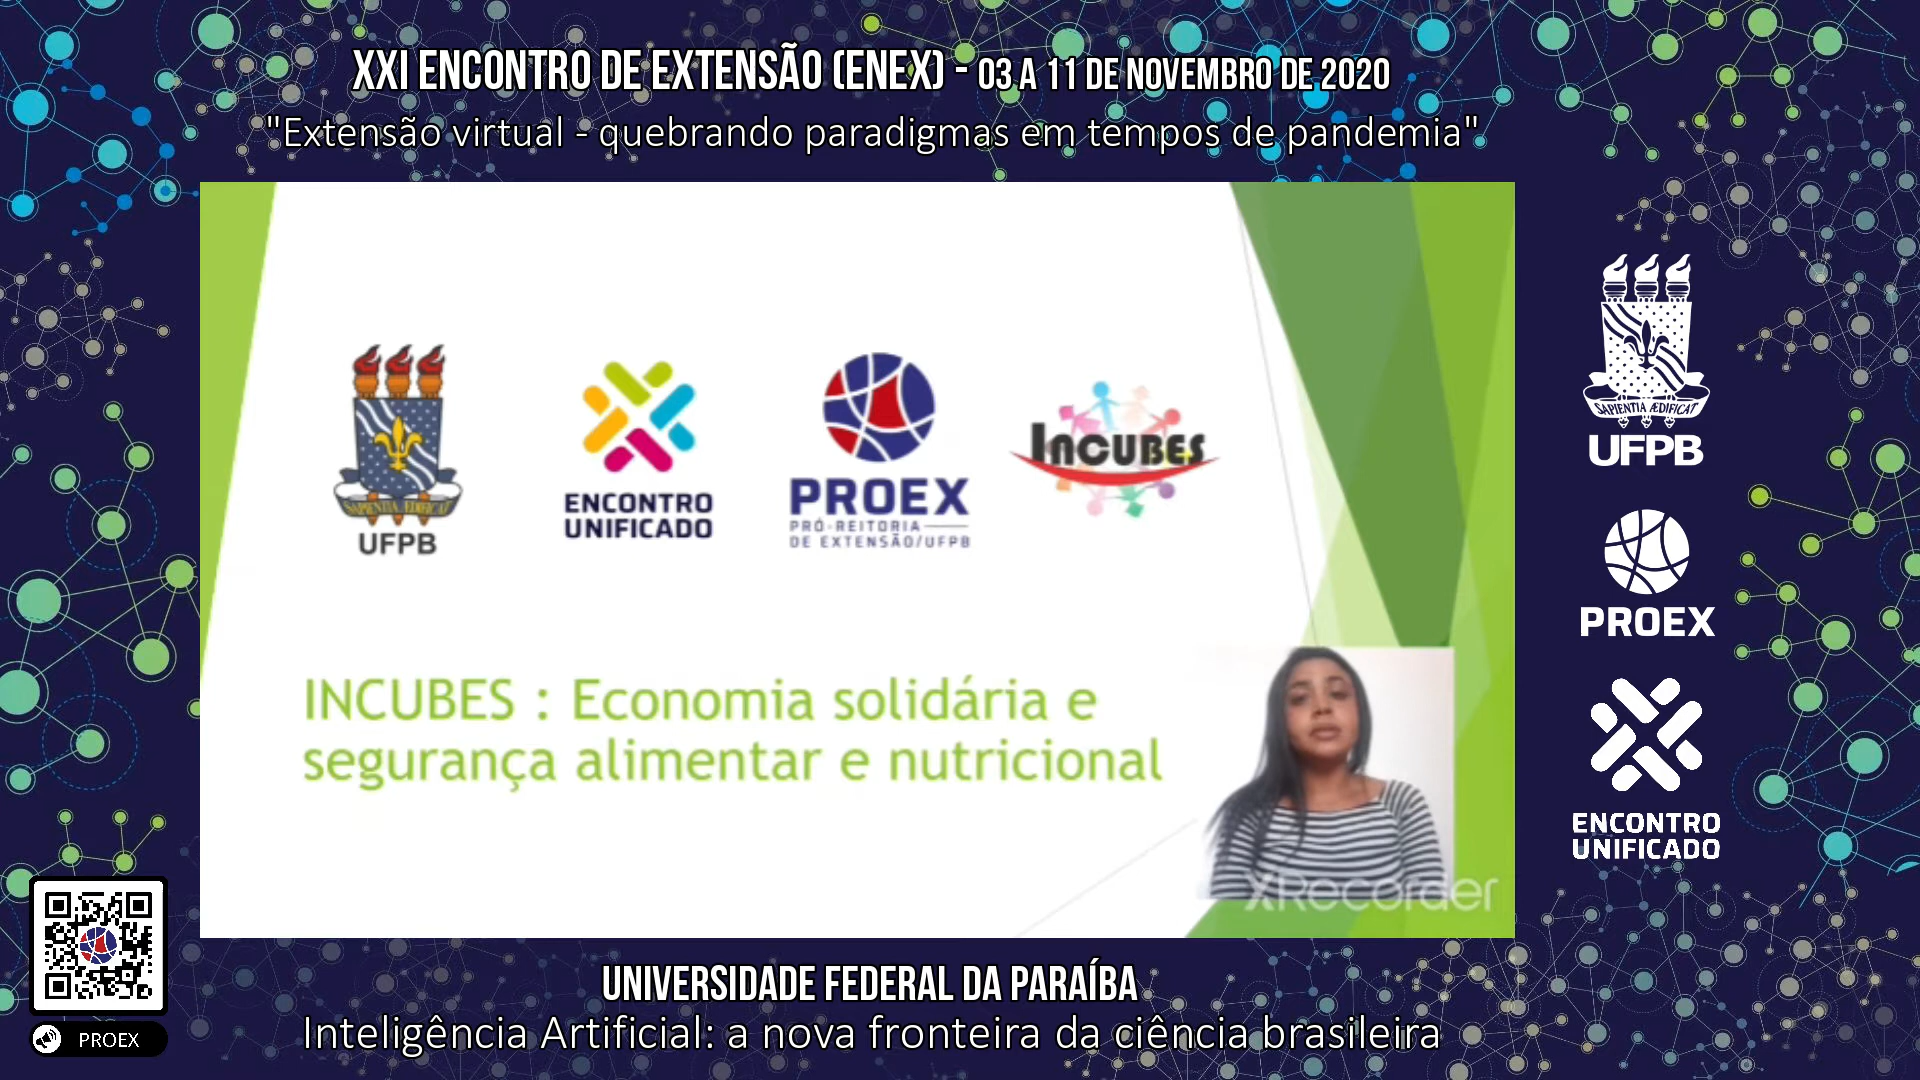 XXI ENCONTRO DE EXTENSÃO (ENEX) - 03 A 11 DE NOVEMBRO DE 2020
"Extensão virtual - quebrando paradigmas em tempos de pandemia"
SAPIENTIA ÆDIFICAT
UFPB
ENCONTRO
UNIFICADO
PROEX
PRÓ-REITORIA
DE EXTENSÃO/UFPB
INCUBES
INCUBES : Economia solidária e
segurança alimentar e nutricional
XRecorder
SAPIENTIA ÆDIFICAT
UFPB
PROEX
ENCONTRO
UNIFICADO
PROEX
UNIVERSIDADE FEDERAL DA PARAÍBA
Inteligência Artificial: a nova fronteira da ciência brasileira